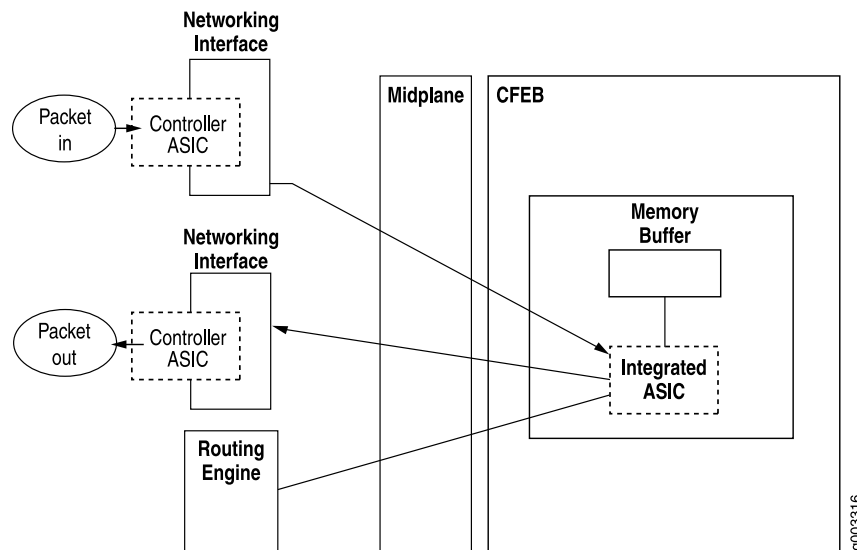 Networking
Interface
Midplane
CFEB
Packet
in
Controller
ASIC
Memory
Buffer
Networking
Interface
Packet
out
Controller
ASIC
Integrated
ASIC
Routing
Engine
g003316